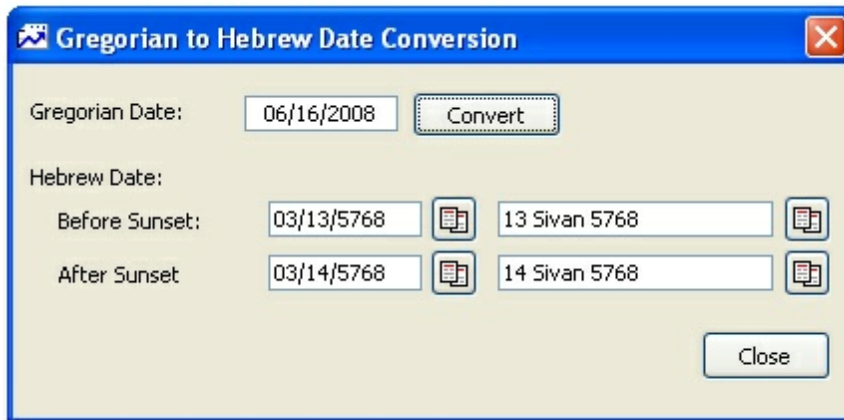 Gregorian to Hebrew Date Conversion
Gregorian Date: 06/16/2008 Convert
Hebrew Date:
Before Sunset: 03/13/5768 13 Sivan 5768
After Sunset 03/14/5768 14 Sivan 5768
Close